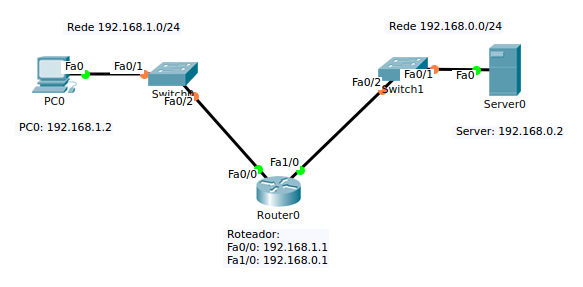 Rede 192.168.1.0/24
Rede 192.168.0.0/24
Fa0
Fa0/1
PC0
Fa0/2
PC0: 192.168.1.2
Fa0/2
Fa0/1
Switch1
Fa0
Server0
Server: 192.168.0.2
Fa0/0
Fa1/0
Router0
Roteador:
Fa0/0: 192.168.1.1
Fa1/0: 192.168.0.1